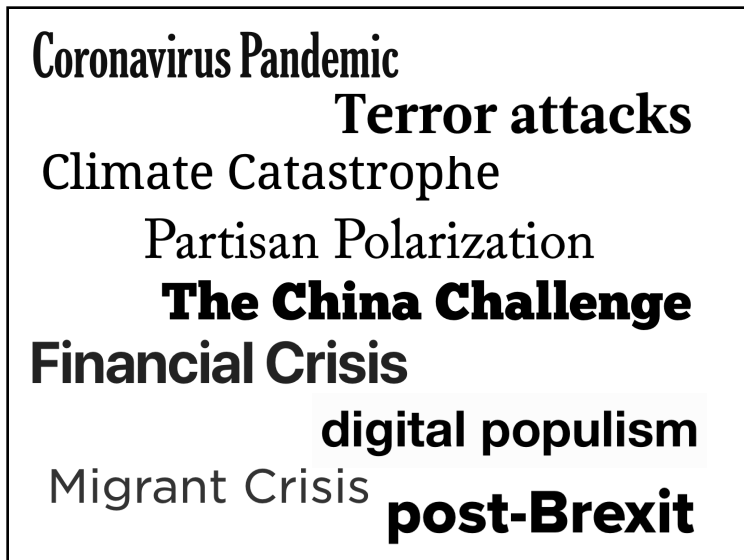 Coronavirus Pandemic
Terror attacks
Climate Catastrophe
Partisan Polarization
The China Challenge
Financial Crisis
digital populism
Migrant Crisis
post-Brexit